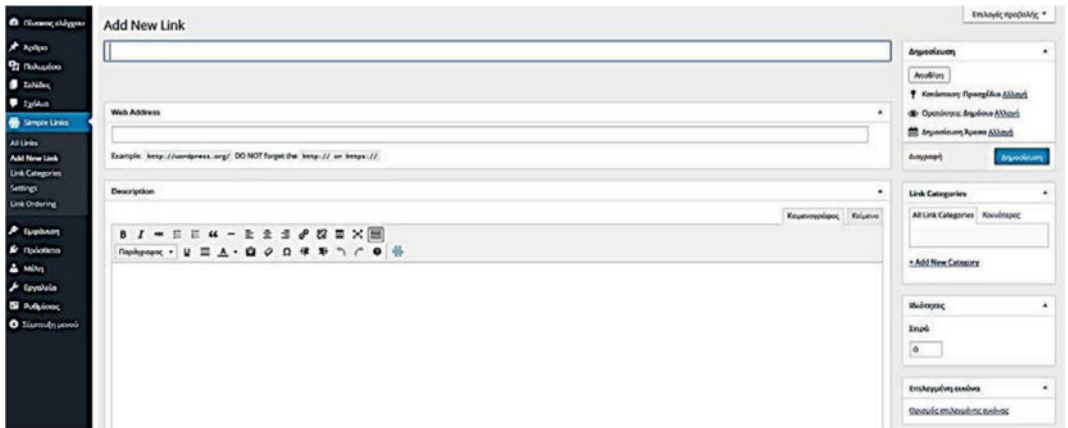 Πίνακας ελέγχου
Άρθρα
Πολυμέσα
Σελίδες
Σχόλια
Simple Links
All Links
Add New Link
Link Categories
Settings
Link Ordering
Εμφάνιση
Πρόσθετα
Μέλη
Εργαλεία
Ρυθμίσεις
Σύμπτυξη μενού
Επιλογές προβολής
Add New Link
Web Address
Example: http://wordpress.org/ DO NOT forget the http:// or https://
Description
Κειμενογράφος Κείμενο
B I
Παράγραφος U A Ω
Δημοσίευση
Αποθ/ση
Κατάσταση: Προσχέδιο Αλλαγή
Ορατότητα: Δημόσιο Αλλαγή
Δημοσίευση Άμεσα Αλλαγή
Διαγραφή Δημοσίευση
Link Categories
All Link Categories Κοινότερες
+ Add New Category
Ιδιότητες
Σειρά
0
Επιλεγμένη εικόνα
Ορισμός επιλεγμένης εικόνας